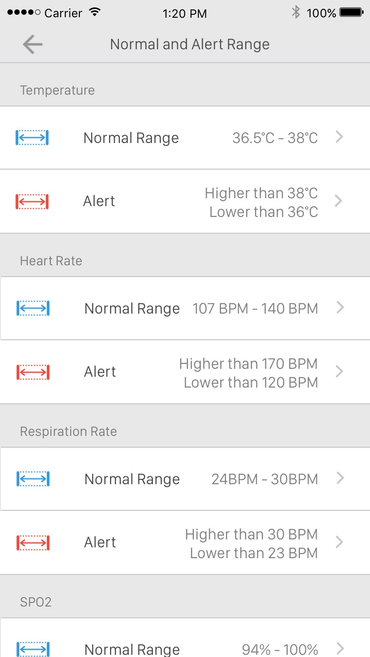 Carrier 1:20 PM 100%
Normal and Alert Range
Temperature
Normal Range 36.5°C - 38°C
Alert Higher than 38°C
Lower than 36°C
Heart Rate
Normal Range 107 BPM - 140 BPM
Alert Higher than 170 BPM
Lower than 120 BPM
Respiration Rate
Normal Range 24BPM - 30BPM
Alert Higher than 30 BPM
Lower than 23 BPM
SPO2
Normal Range 94% - 100%